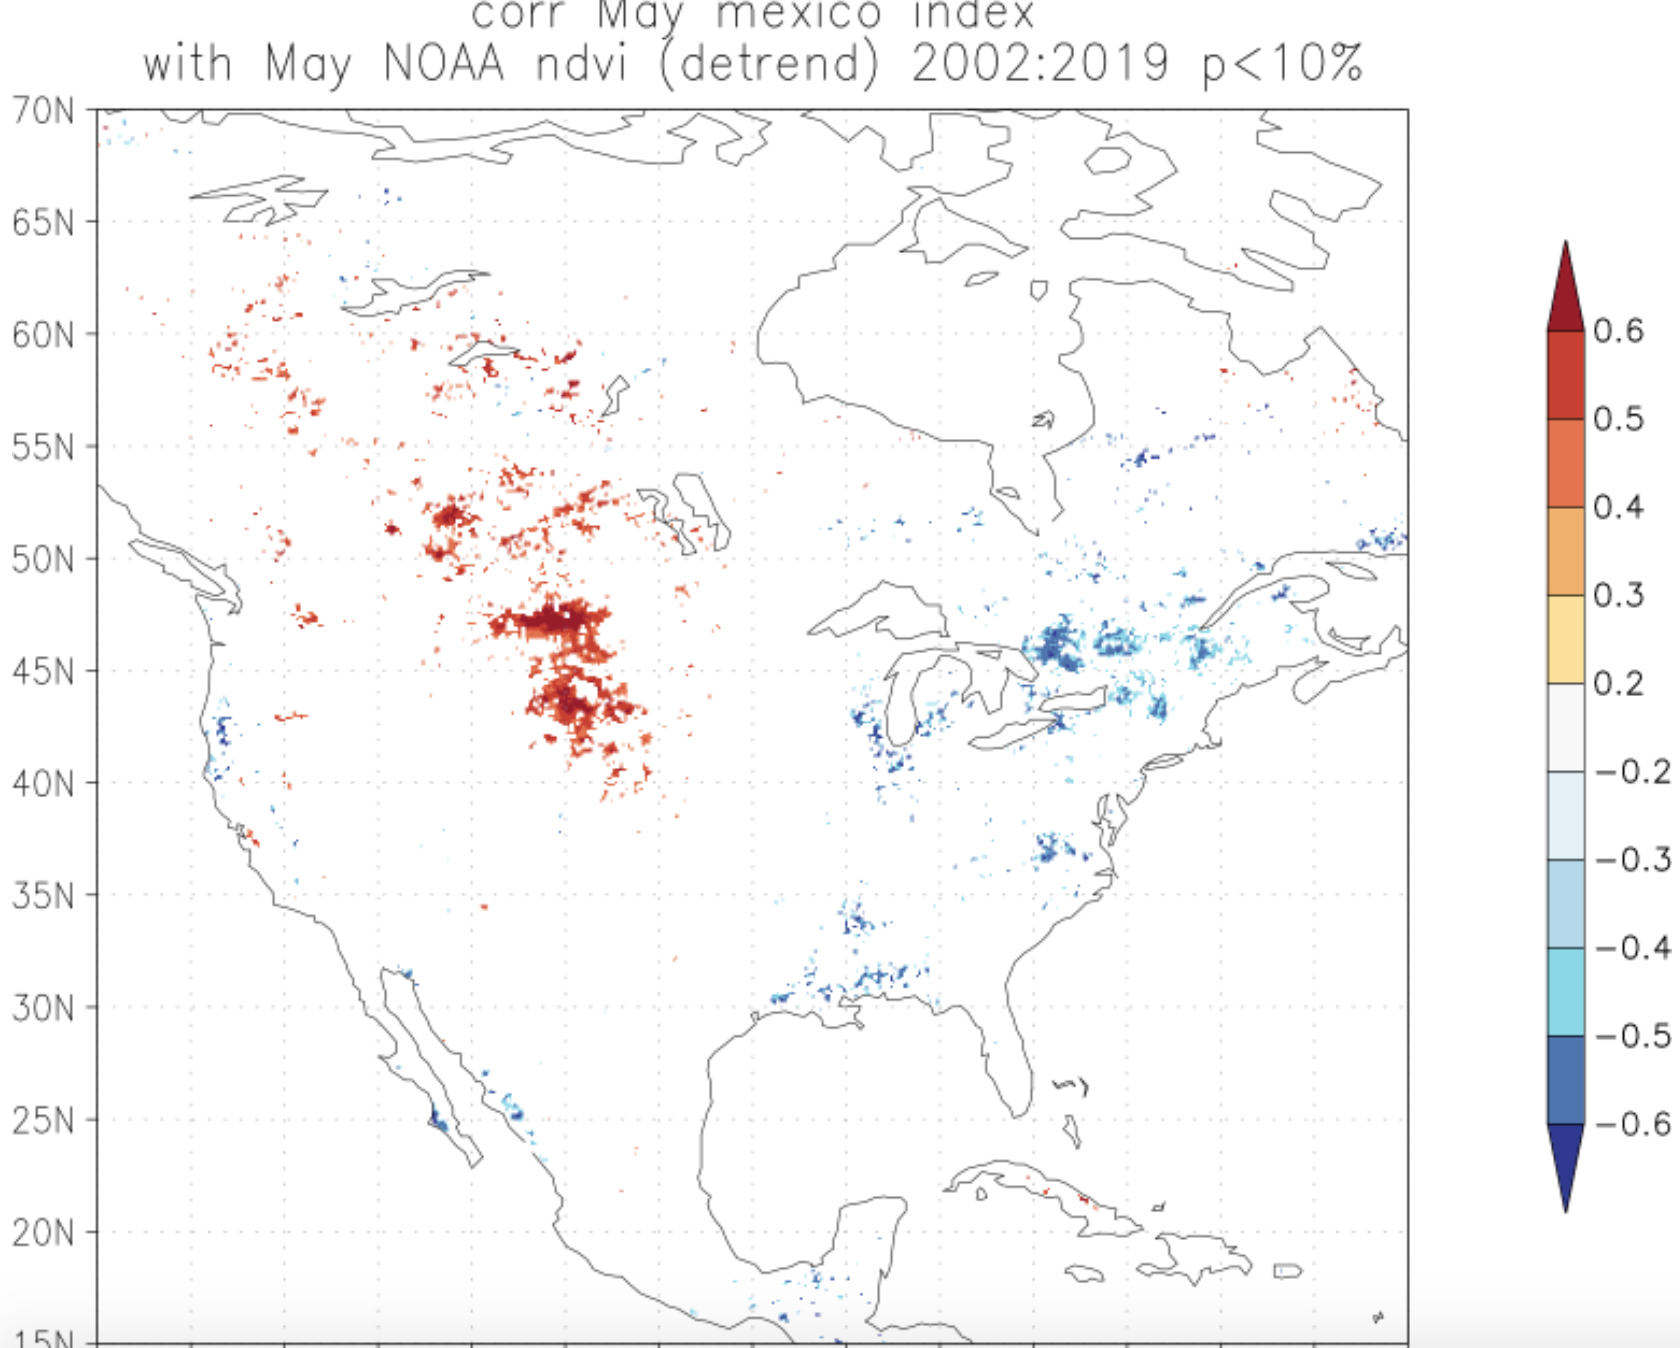 corr May mexico index
with May NOAA ndvi (detrend) 2002:2019 p<10%
70N
65N
60N
55N
50N
45N
40N
35N
30N
25N
20N
15N
0.6
0.5
0.4
0.3
0.2
−0.2
−0.3
−0.4
−0.5
−0.6